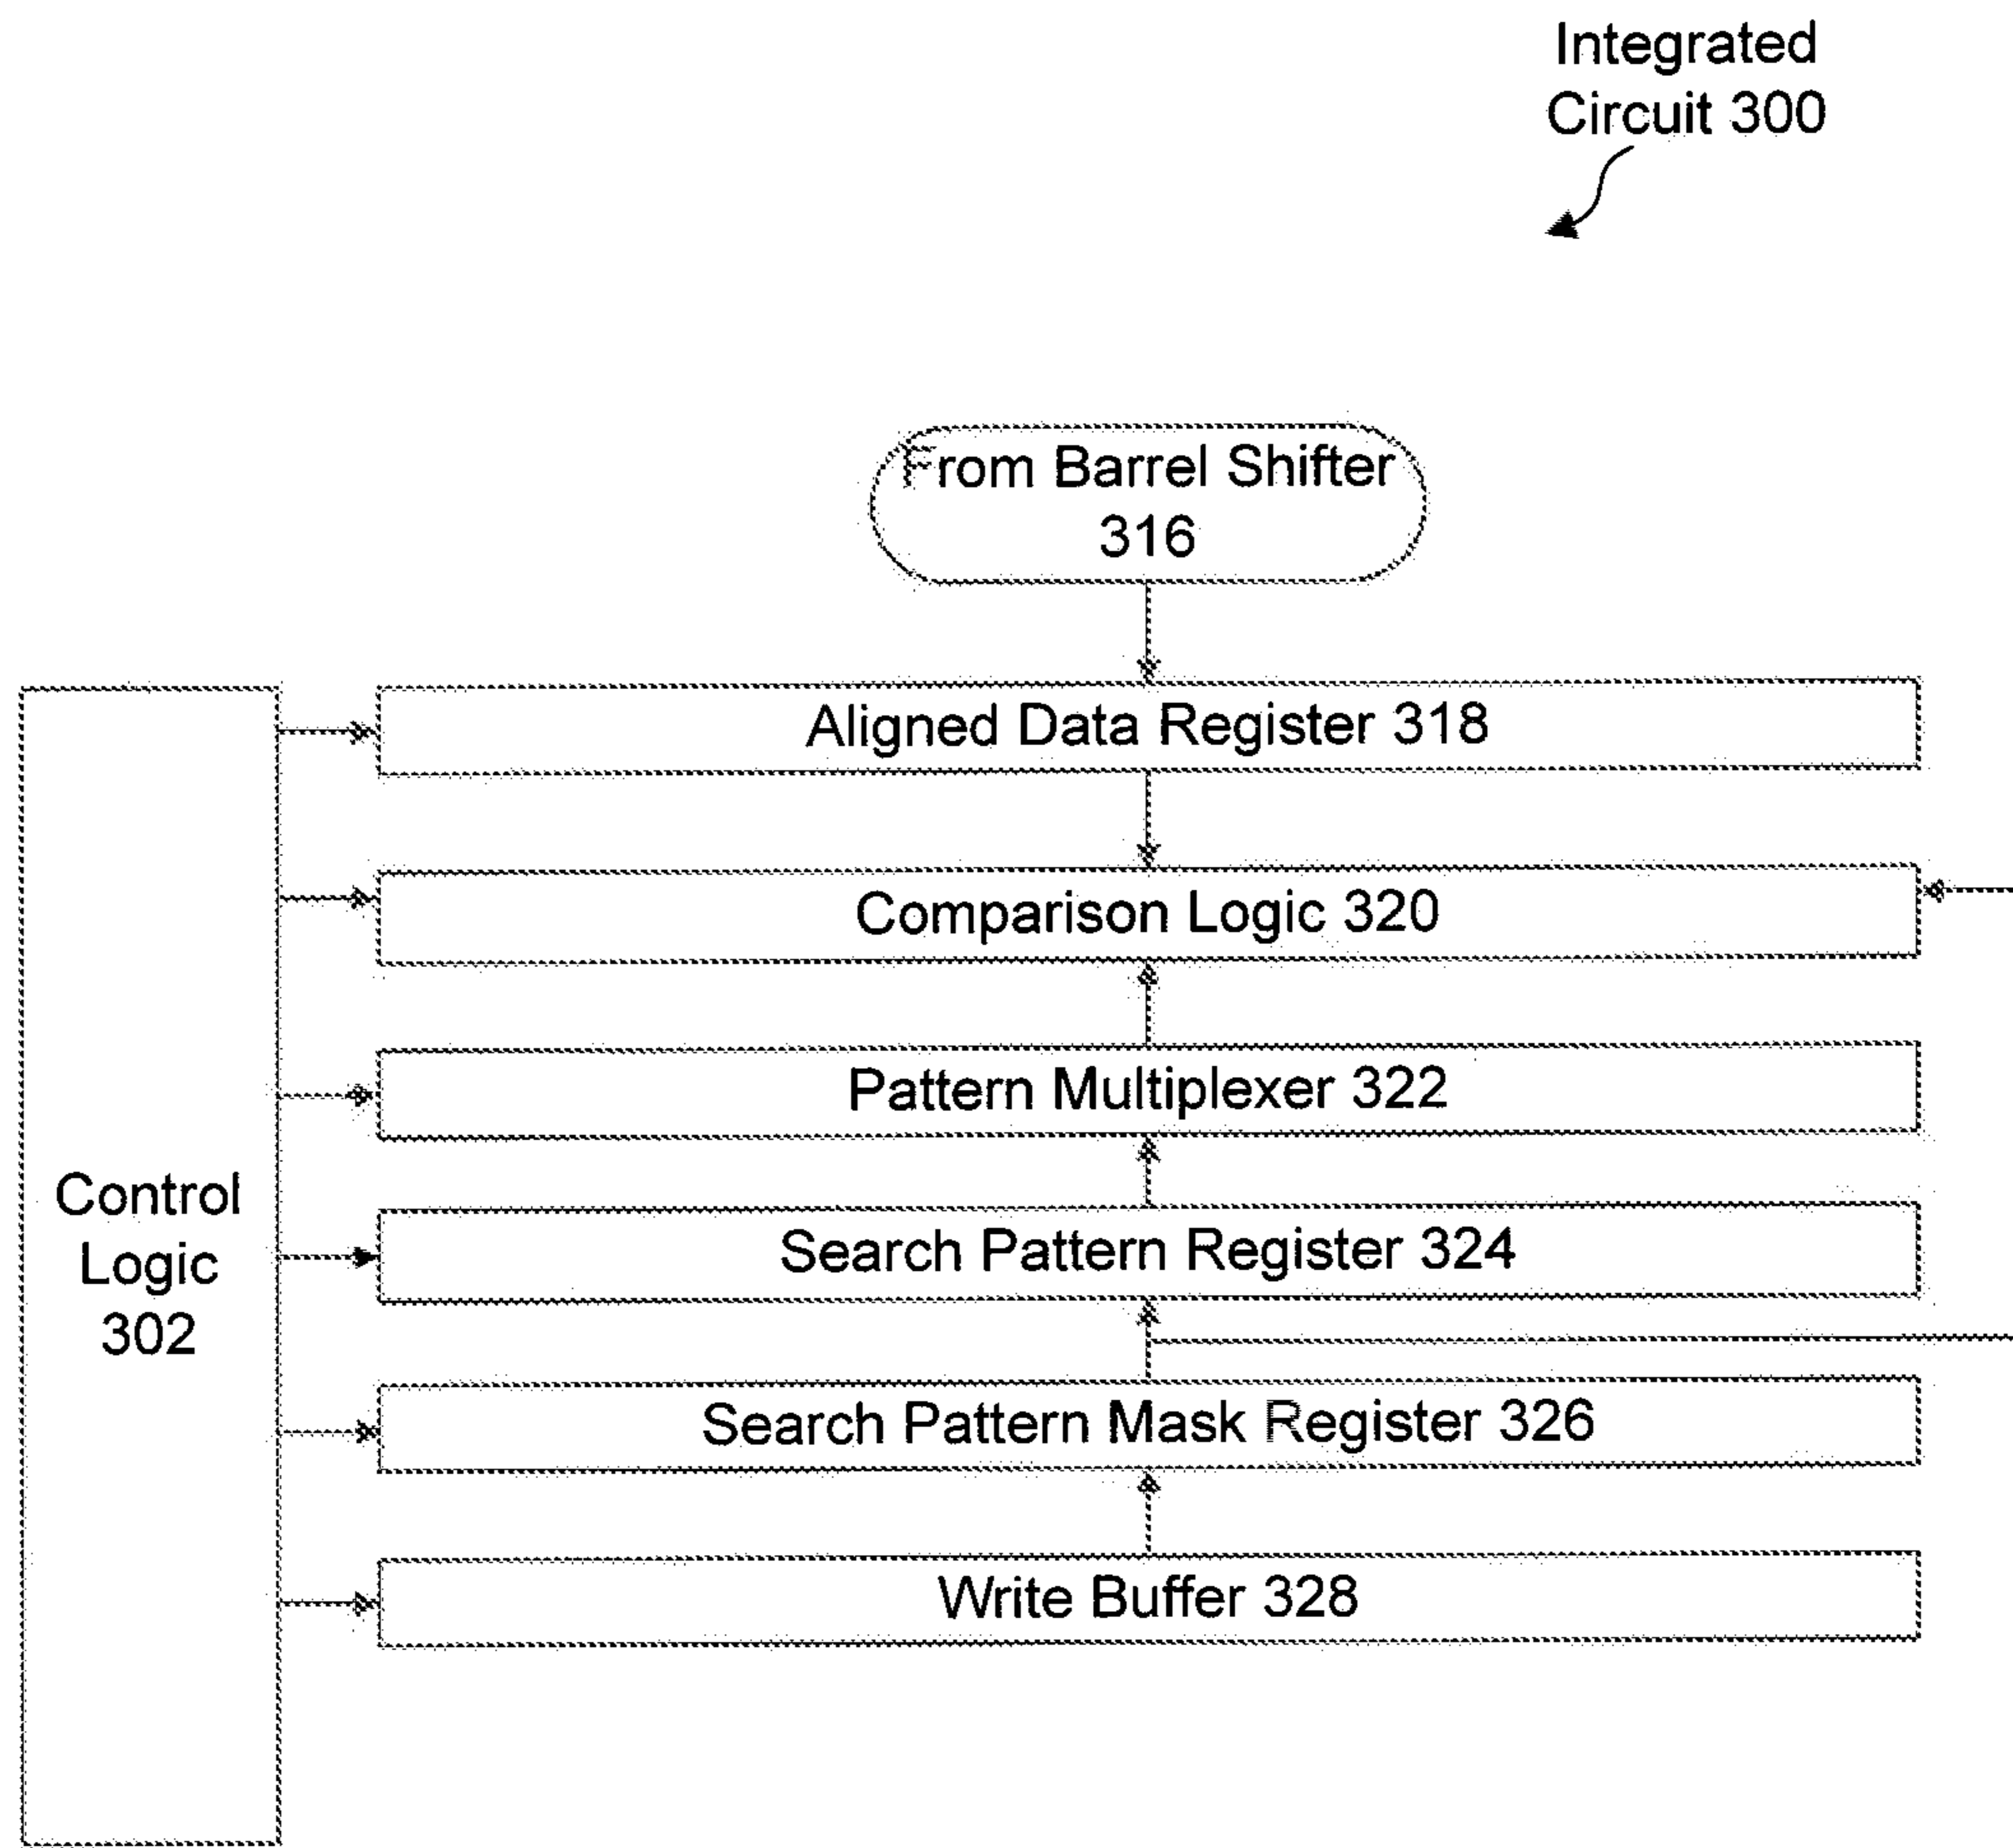 Integrated
Circuit 300
From Barrel Shifter
316
Aligned Data Register 318
Comparison Logic 320
Pattern Multiplexer 322
Control
Logic
302
Search Pattern Register 324
Search Pattern Mask Register 326
Write Buffer 328